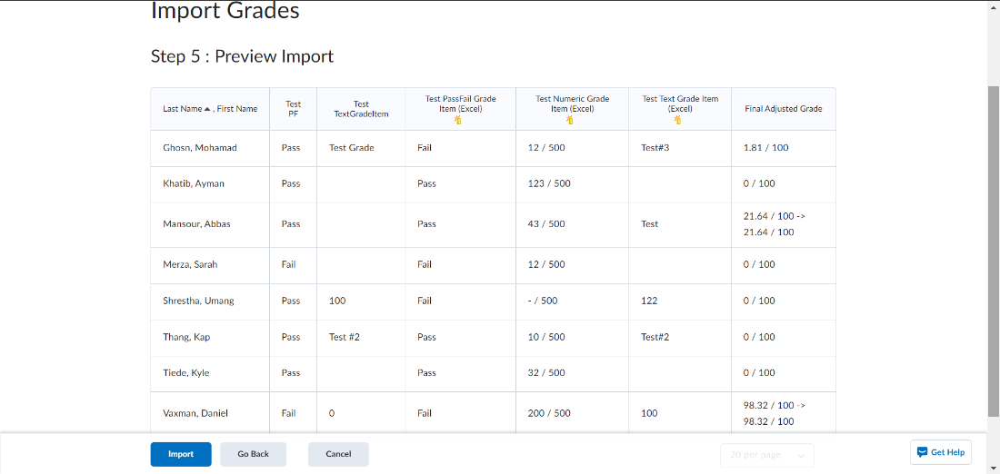 Import Grades
Step 5 : Preview Import
Last Name , First Name
Test PF
Test TextGradeItem
Test PassFail Grade Item (Excel)
Test Numeric Grade Item (Excel)
Test Text Grade Item (Excel)
Final Adjusted Grade
Ghosn, Mohamad Pass Test Grade Fail 12 / 500 Test#3 1.81 / 100
Khatib, Ayman Pass Pass 123 / 500 0 / 100
Mansour, Abbas Pass Pass 43 / 500 Test 21.64 / 100 -> 21.64 / 100
Merza, Sarah Fail Fail 12 / 500 0 / 100
Shrestha, Umang Pass 100 Fail - / 500 122 0 / 100
Thang, Kap Pass Test #2 Pass 10 / 500 Test#2 0 / 100
Tiede, Kyle Pass Pass 32 / 500 0 / 100
Vaxman, Daniel Fail 0 Fail 200 / 500 100 98.32 / 100 -> 98.32 / 100
Import Go Back Cancel 20 per page Get Help